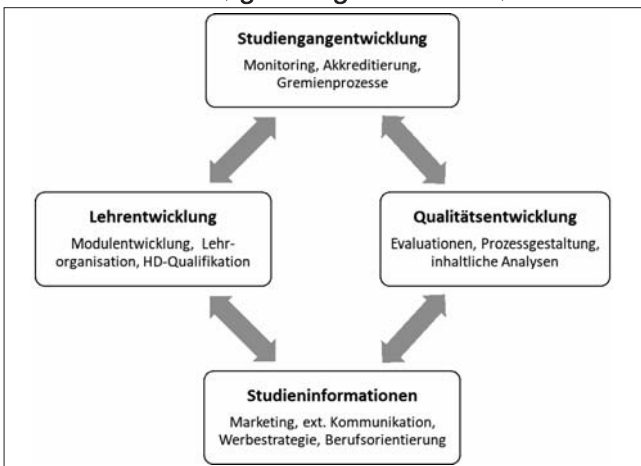 Studiengangentwicklung
Monitoring, Akkreditierung,
Gremienprozesse
Lehrentwicklung
Modulentwicklung, Lehr-
organisation, HD-Qualifikation
Qualitätsentwicklung
Evaluationen, Prozessgestaltung,
inhaltliche Analysen
Studieninformationen
Marketing, ext. Kommunikation,
Werbestrategie, Berufsorientierung